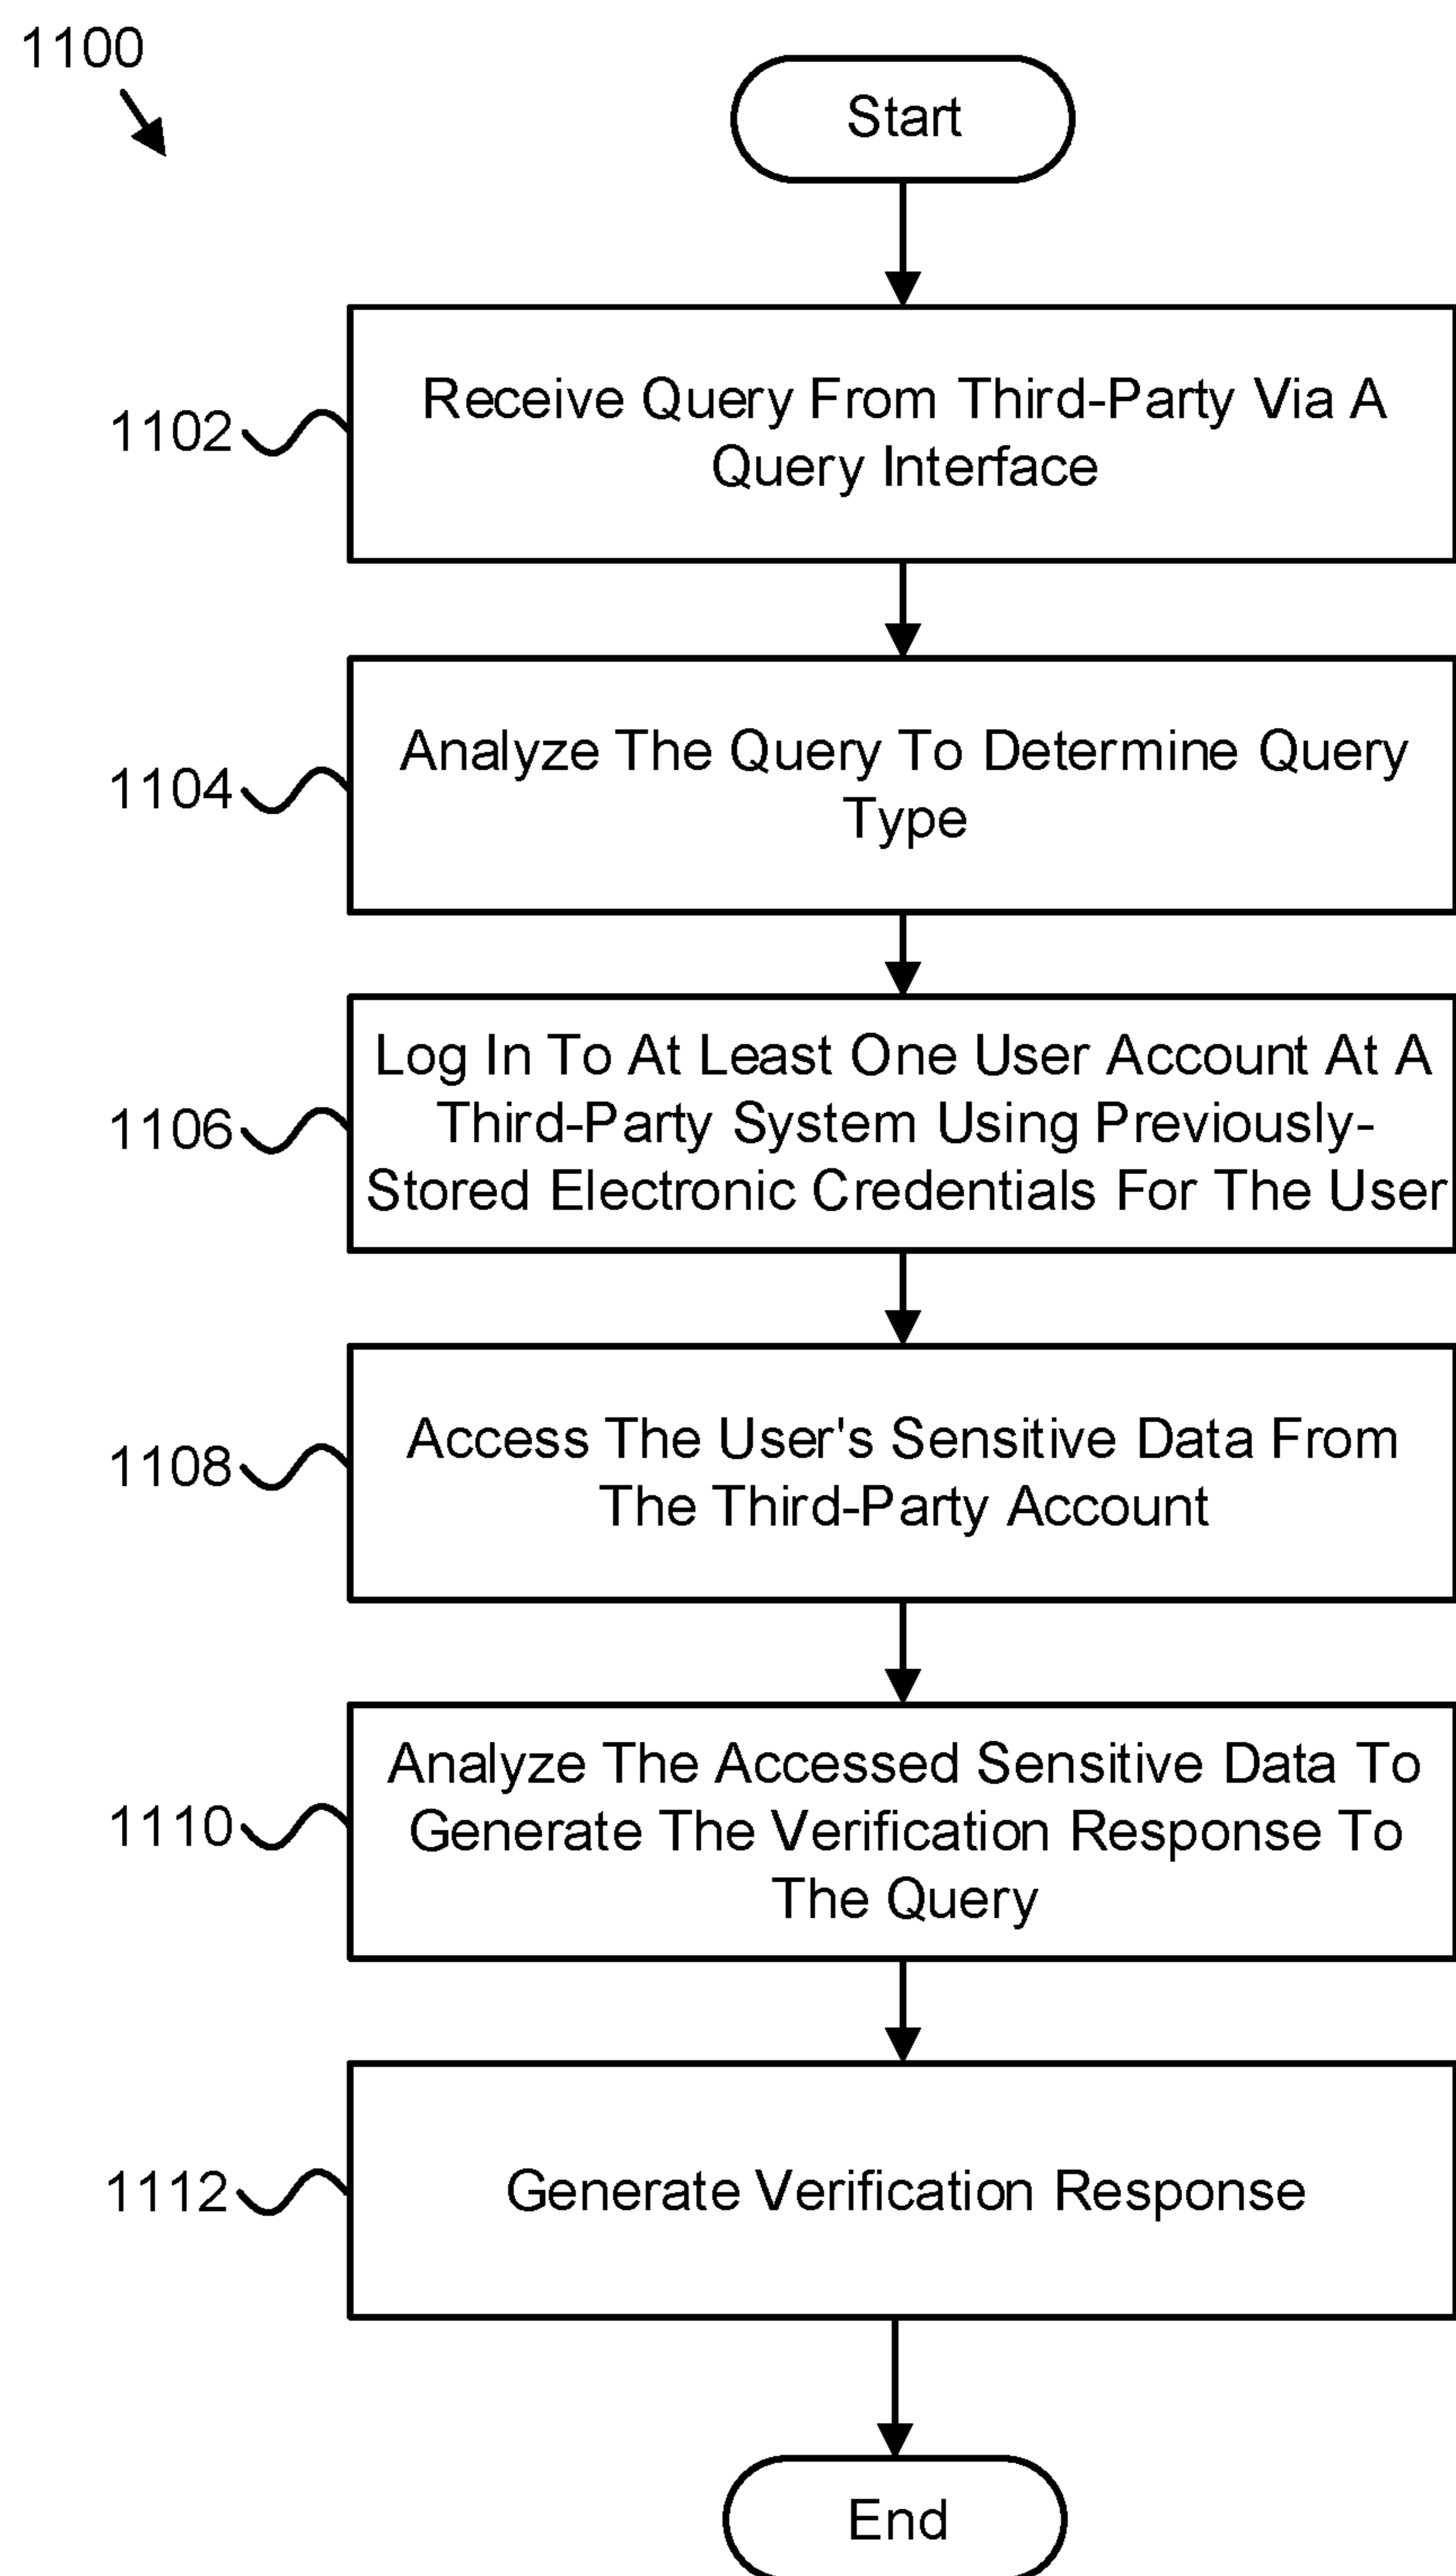 1100
Start
1102
Receive Query From Third-Party Via A
Query Interface
1104
Analyze The Query To Determine Query
Type
1106
Log In To At Least One User Account At A
Third-Party System Using Previously-
Stored Electronic Credentials For The User
1108
Access The User's Sensitive Data From
The Third-Party Account
1110
Analyze The Accessed Sensitive Data To
Generate The Verification Response To
The Query
1112
Generate Verification Response
End